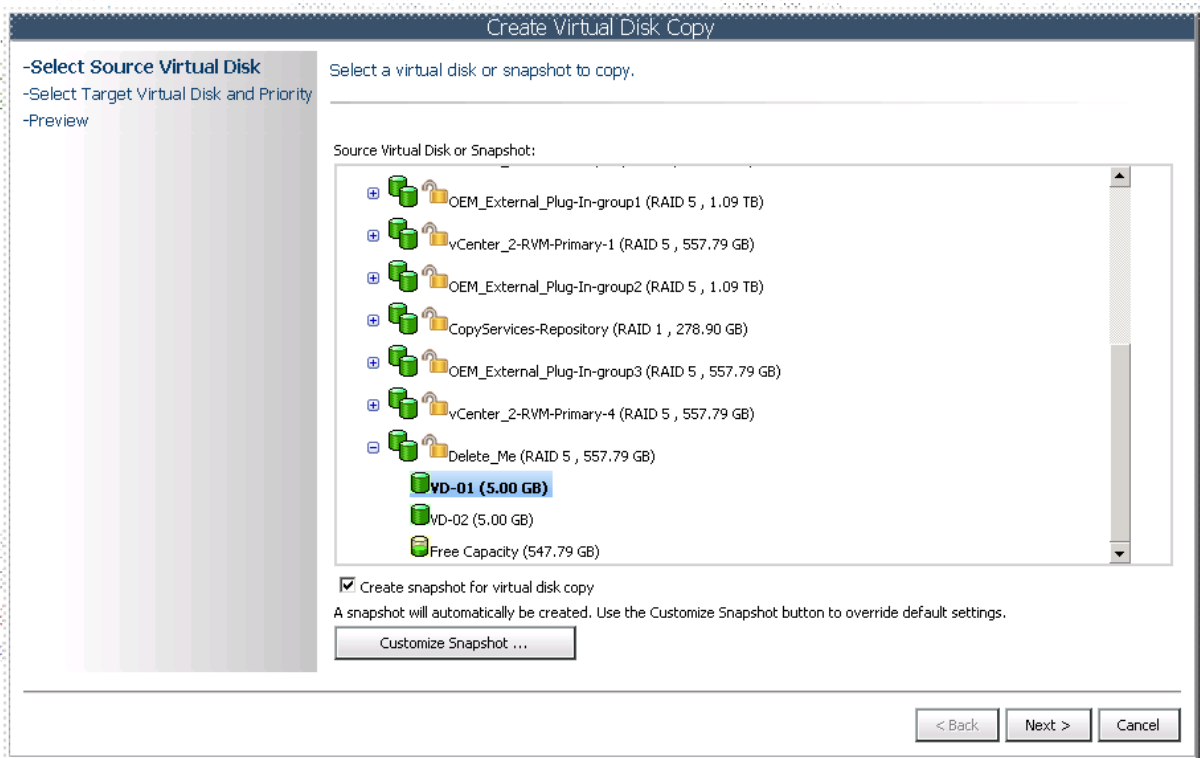 Create Virtual Disk Copy
-Select Source Virtual Disk
-Select Target Virtual Disk and Priority
-Preview
Select a virtual disk or snapshot to copy.
Source Virtual Disk or Snapshot:
OEM_External_Plug-In-group1 (RAID 5 , 1.09 TB)
vCenter_2-RVM-Primary-1 (RAID 5 , 557.79 GB)
OEM_External_Plug-In-group2 (RAID 5 , 1.09 TB)
CopyServices-Repository (RAID 1 , 278.90 GB)
OEM_External_Plug-In-group3 (RAID 5 , 557.79 GB)
vCenter_2-RVM-Primary-4 (RAID 5 , 557.79 GB)
Delete_Me (RAID 5 , 557.79 GB)
VD-01 (5.00 GB)
VD-02 (5.00 GB)
Free Capacity (547.79 GB)
Create snapshot for virtual disk copy
A snapshot will automatically be created. Use the Customize Snapshot button to override default settings.
Customize Snapshot ...
< Back
Next >
Cancel